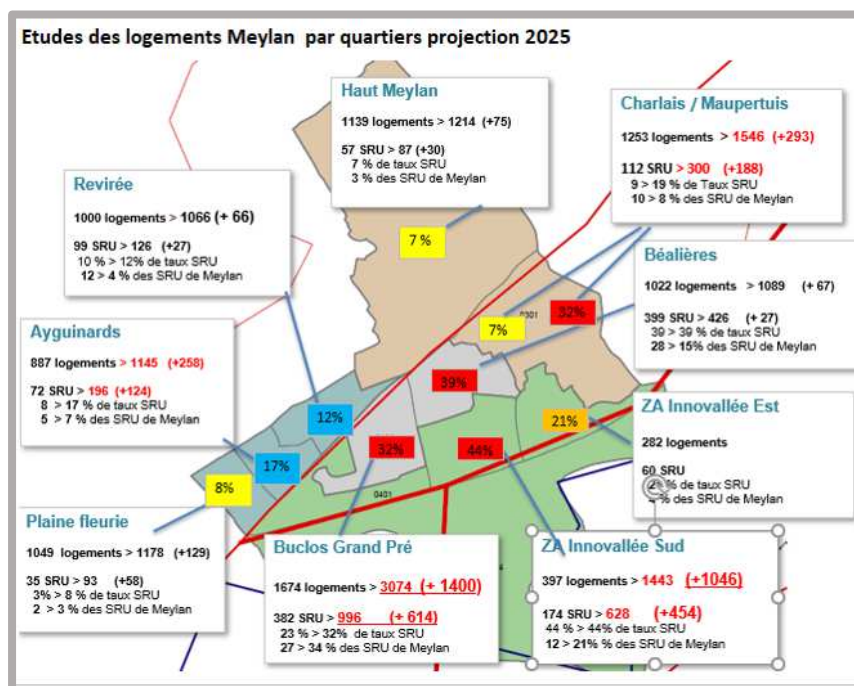 Etudes des logements Meylan par quartiers projection 2025
Haut Meylan
1139 logements > 1214 (+75)
57 SRU > 87 (+30)
7 % de taux SRU
3 % des SRU de Meylan
Charlais / Maupertuis
1253 logements > 1546 (+293)
112 SRU > 300 (+188)
9 > 19 % de Taux SRU
10 > 8 % des SRU de Meylan
Revirée
1000 logements > 1066 (+ 66)
99 SRU > 126 (+27)
10 % > 12% de taux SRU
12 > 4 % des SRU de Meylan
Béalières
1022 logements > 1089 (+ 67)
399 SRU > 426 (+ 27)
39 > 39 % de taux SRU
28 > 15% des SRU de Meylan
Ayguinards
887 logements > 1145 (+258)
72 SRU > 196 (+124)
8 > 17 % de taux SRU
5 > 7 % des SRU de Meylan
ZA Innovallée Est
282 logements
60 SRU
% de taux SRU
% des SRU de Meylan
Plaine fleurie
1049 logements > 1178 (+129)
35 SRU > 93 (+58)
3% > 8 % de taux SRU
2 > 3 % des SRU de Meylan
Buclos Grand Pré
1674 logements > 3074 (+ 1400)
382 SRU > 996 (+ 614)
23 % > 32% de taux SRU
27 > 34 % des SRU de Meylan
ZA Innovallée Sud
397 logements > 1443 (+1046)
174 SRU > 628 (+454)
44 % > 44% de taux SRU
12 > 21% % des SRU de Meylan
7 %
7%
0301
32%
39%
12%
32%
44%
21%
17%
8%
0401